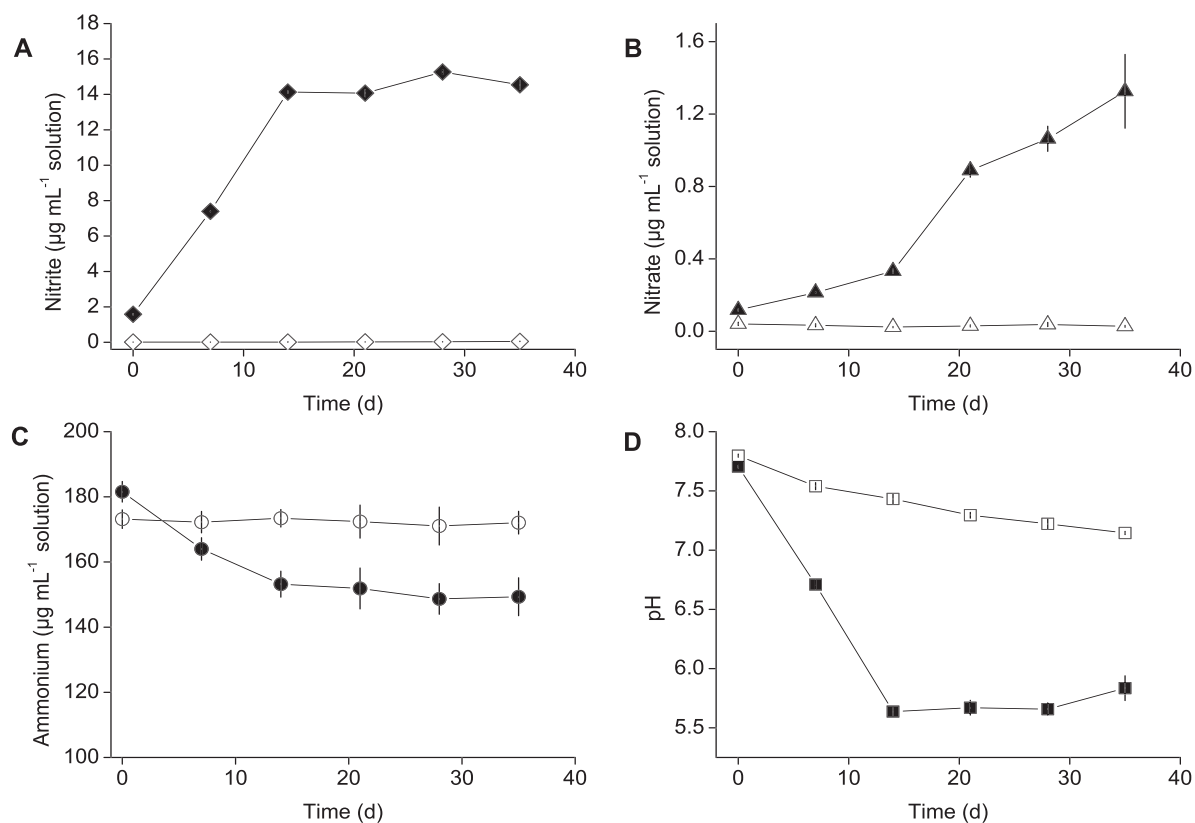 A
18
16
14
12
10
8
6
4
2
0
Nitrite (µg mL-1 solution)
0 10 20 30 40
Time (d)
B
1.6
1.2
0.8
0.4
0.0
Nitrate (µg mL-1 solution)
0 10 20 30 40
Time (d)
C
200
180
160
140
120
100
Ammonium (µg mL-1 solution)
0 10 20 30 40
Time (d)
D
8.0
7.5
7.0
6.5
6.0
5.5
pH
0 10 20 30 40
Time (d)